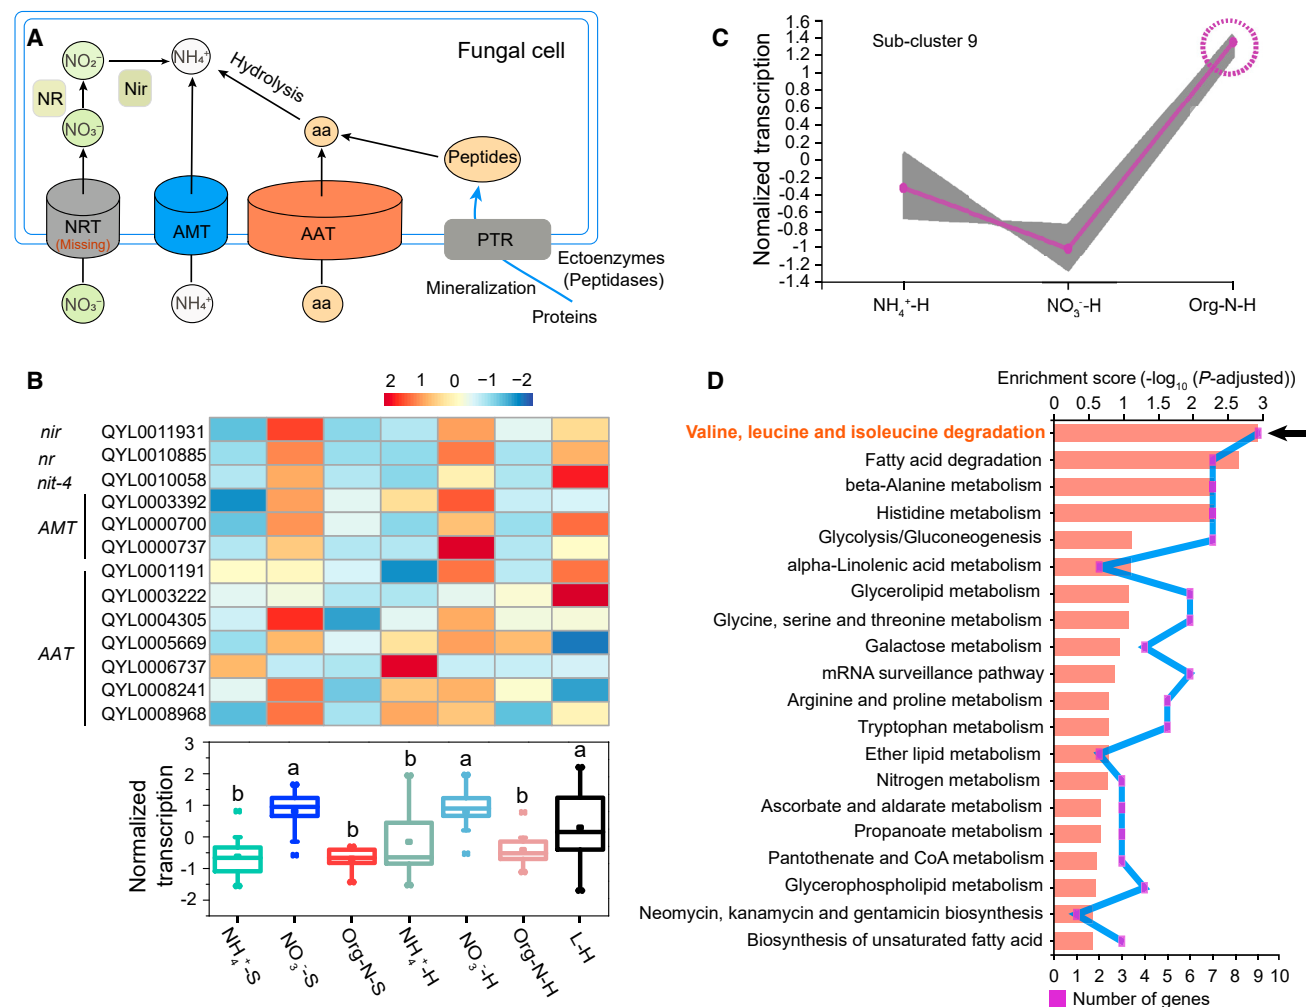 A
Fungal cell
NO₂⁻
NH₄⁺
Hydrolysis
NR
Nir
NO₃⁻
aa
Peptides
NRT
(Missing)
AMT
AAT
PTR
Ectoenzymes
(Peptidases)
Mineralization
Proteins
NO₃⁻
NH₄⁺
aa
B
2 1 0 −1 −2
nir QYL0011931
nr QYL0010885
nit-4 QYL0010058
AMT
QYL0003392
QYL0000700
QYL0000737
AAT
QYL0001191
QYL0003222
QYL0004305
QYL0005669
QYL0006737
QYL0008241
QYL0008968
Normalized
transcription
3
2
1
0
-1
-2
b a b b a b a
NH₄⁺-S
NO₃⁻-S
Org-N-S
NH₄⁺-H
NO₃⁻-H
Org-N-H
L-H
C
Sub-cluster 9
Nomalized transcription
1.6
1.4
1.2
1
0.8
0.6
1.4
1.2
0
-0.2
-0.4
-0.8
-0.6
-1
-1.2
-1.4
NH₄⁺-H
NO₃⁻-H
Org-N-H
D
Enrichment score (-log₁₀ (P-adjusted))
0 0.5 1 1.5 2 2.5 3
Valine, leucine and isoleucine degradation
Fatty acid degradation
beta-Alanine metabolism
Histidine metabolism
Glycolysis/Gluconeogenesis
alpha-Linolenic acid metabolism
Glycerolipid metabolism
Glycine, serine and threonine metabolism
Galactose metabolism
mRNA surveillance pathway
Arginine and proline metabolism
Tryptophan metabolism
Ether lipid metabolism
Nitrogen metabolism
Ascorbate and aldarate metabolism
Propanoate metabolism
Pantothenate and CoA metabolism
Glycerophospholipid metabolism
Neomycin, kanamycin and gentamicin biosynthesis
Biosynthesis of unsaturated fatty acid
0 1 2 3 4 5 6 7 8 9 10
Number of genes